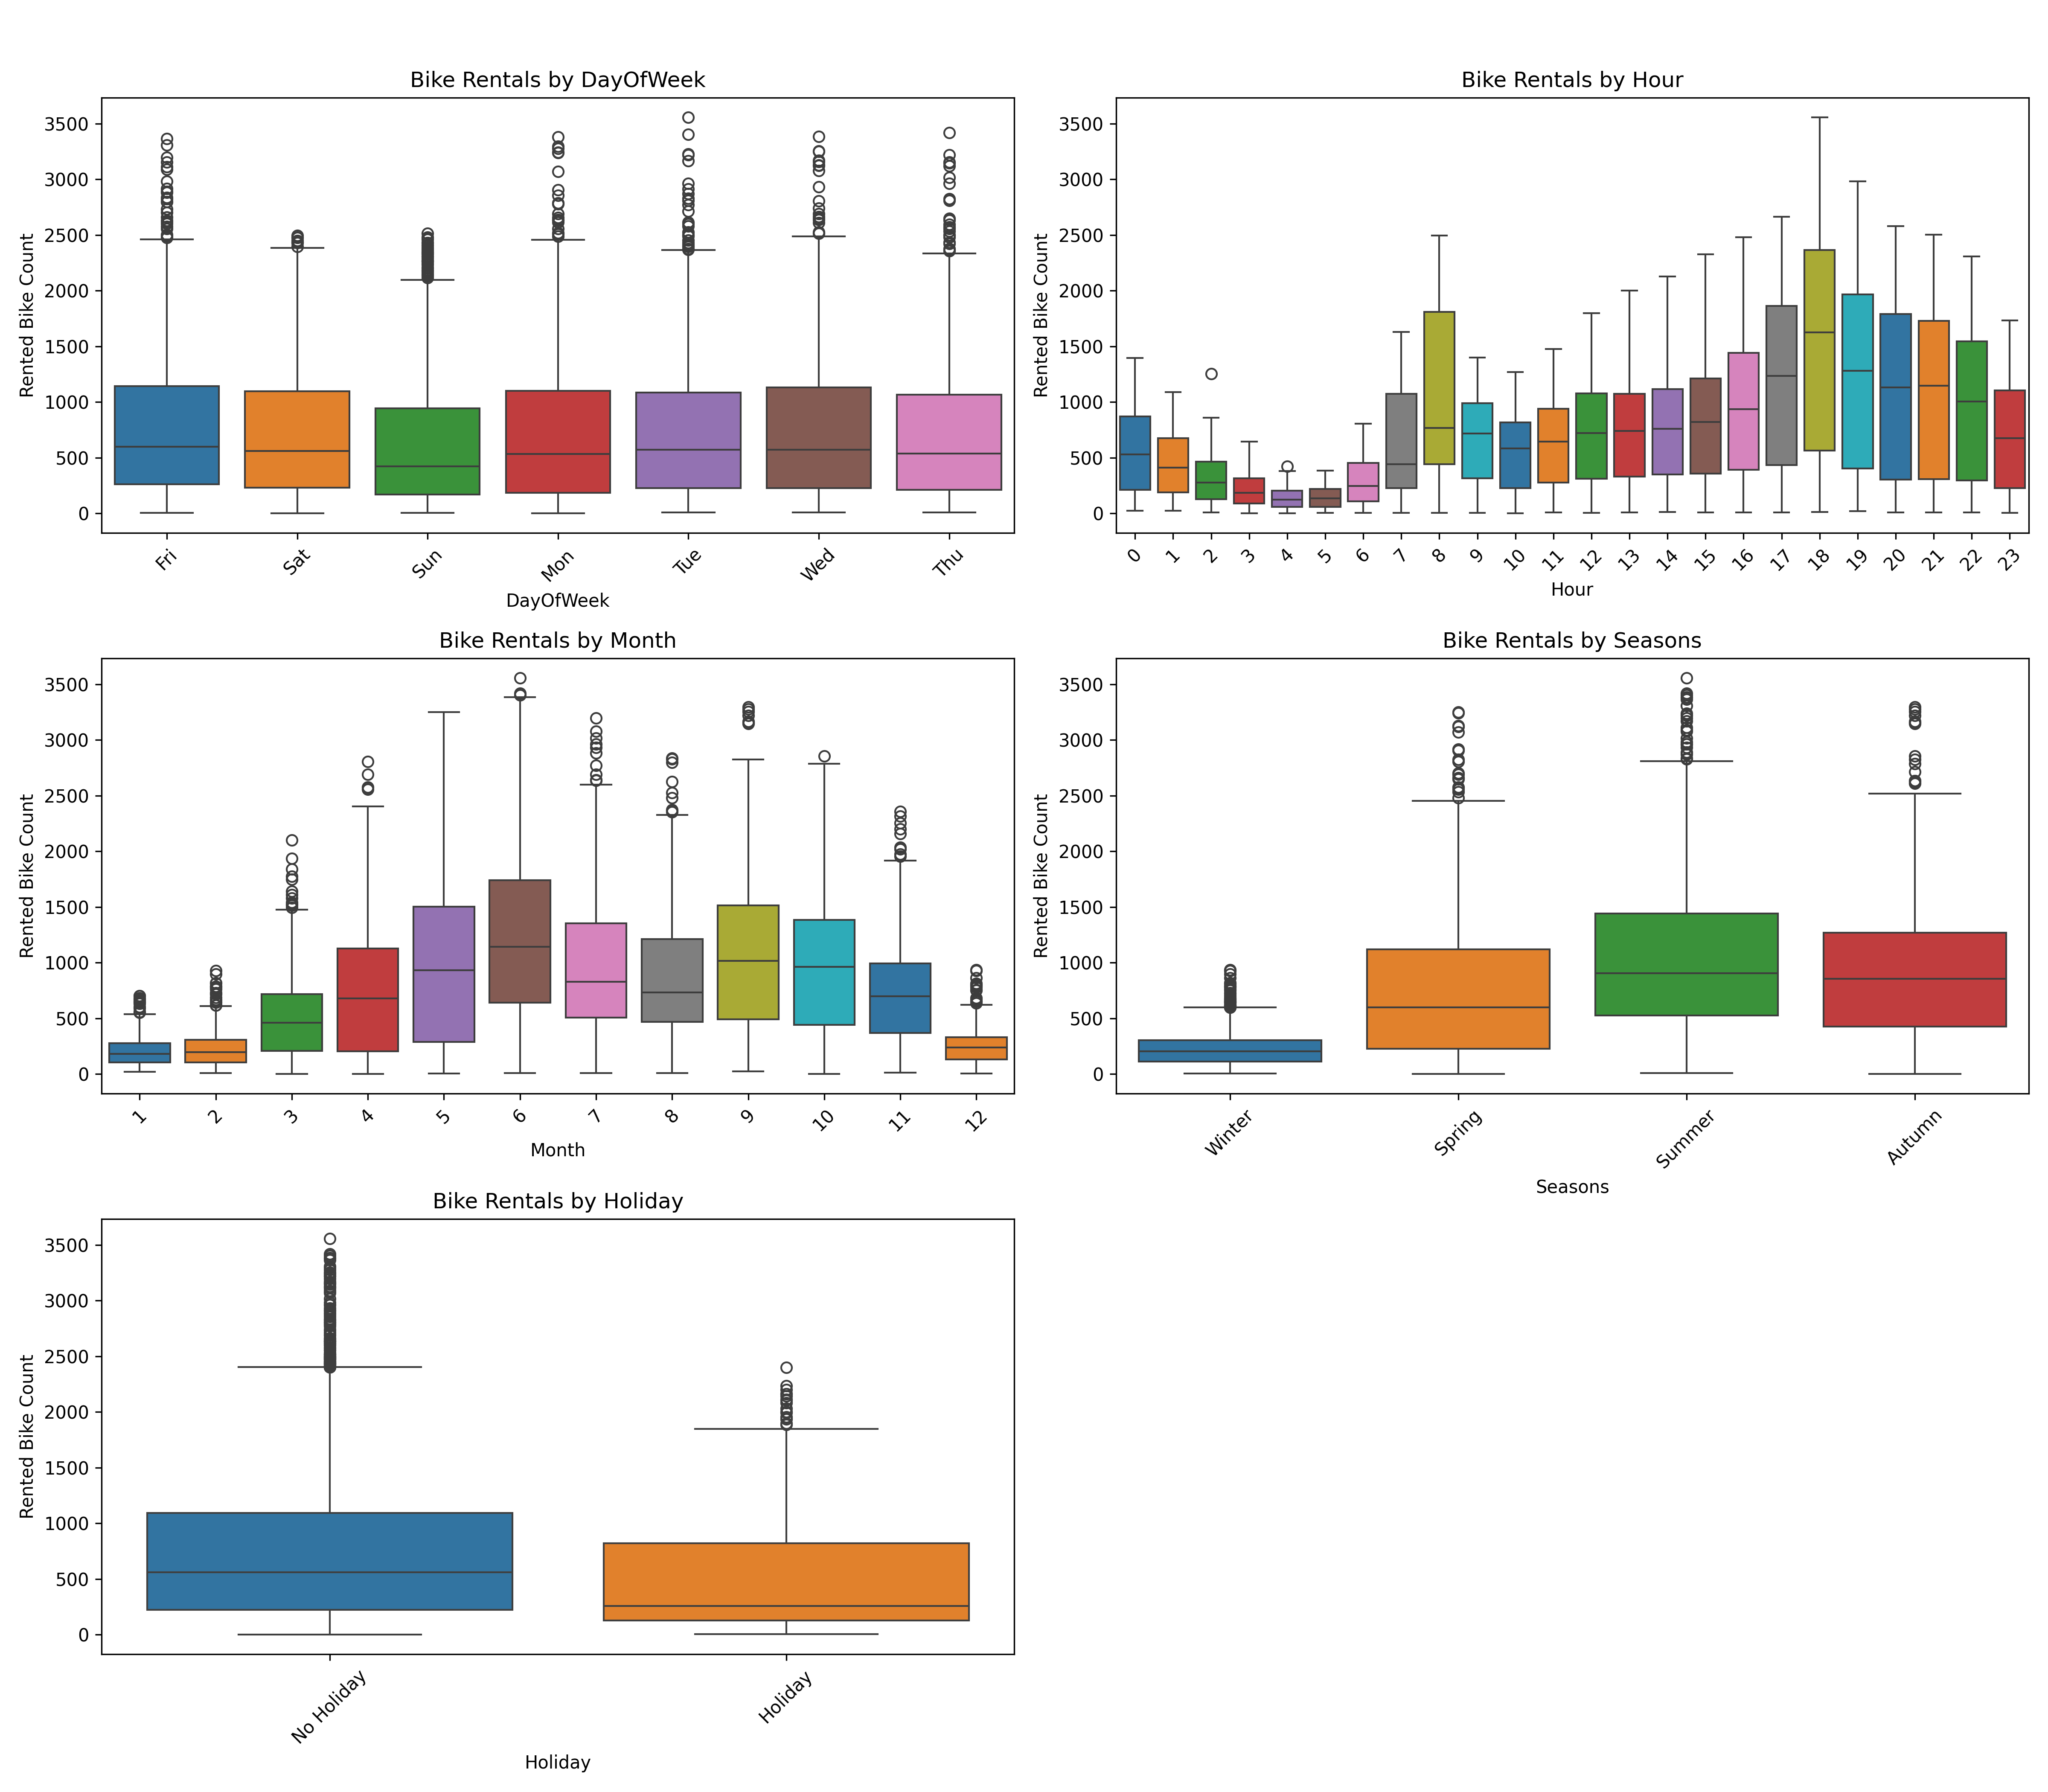 Bike Rentals by DayOfWeek
Rented Bike Count
3500
3000
2500
2000
1500
1000
500
0
Fri
Sat
Sun
Mon
Tue
Wed
Thu
DayOfWeek
Bike Rentals by Hour
Rented Bike Count
3500
3000
2500
2000
1500
1000
500
0
0
1
2
3
4
5
6
7
8
9
10
11
12
13
14
15
16
17
18
19
20
21
22
23
Hour
Bike Rentals by Month
Rented Bike Count
3500
3000
2500
2000
1500
1000
500
0
1
2
3
4
5
6
7
8
9
10
11
12
Month
Bike Rentals by Seasons
Rented Bike Count
3500
3000
2500
2000
1500
1000
500
0
Winter
Spring
Summer
Autumn
Seasons
Bike Rentals by Holiday
Rented Bike Count
3500
3000
2500
2000
1500
1000
500
0
No Holiday
Holiday
Holiday